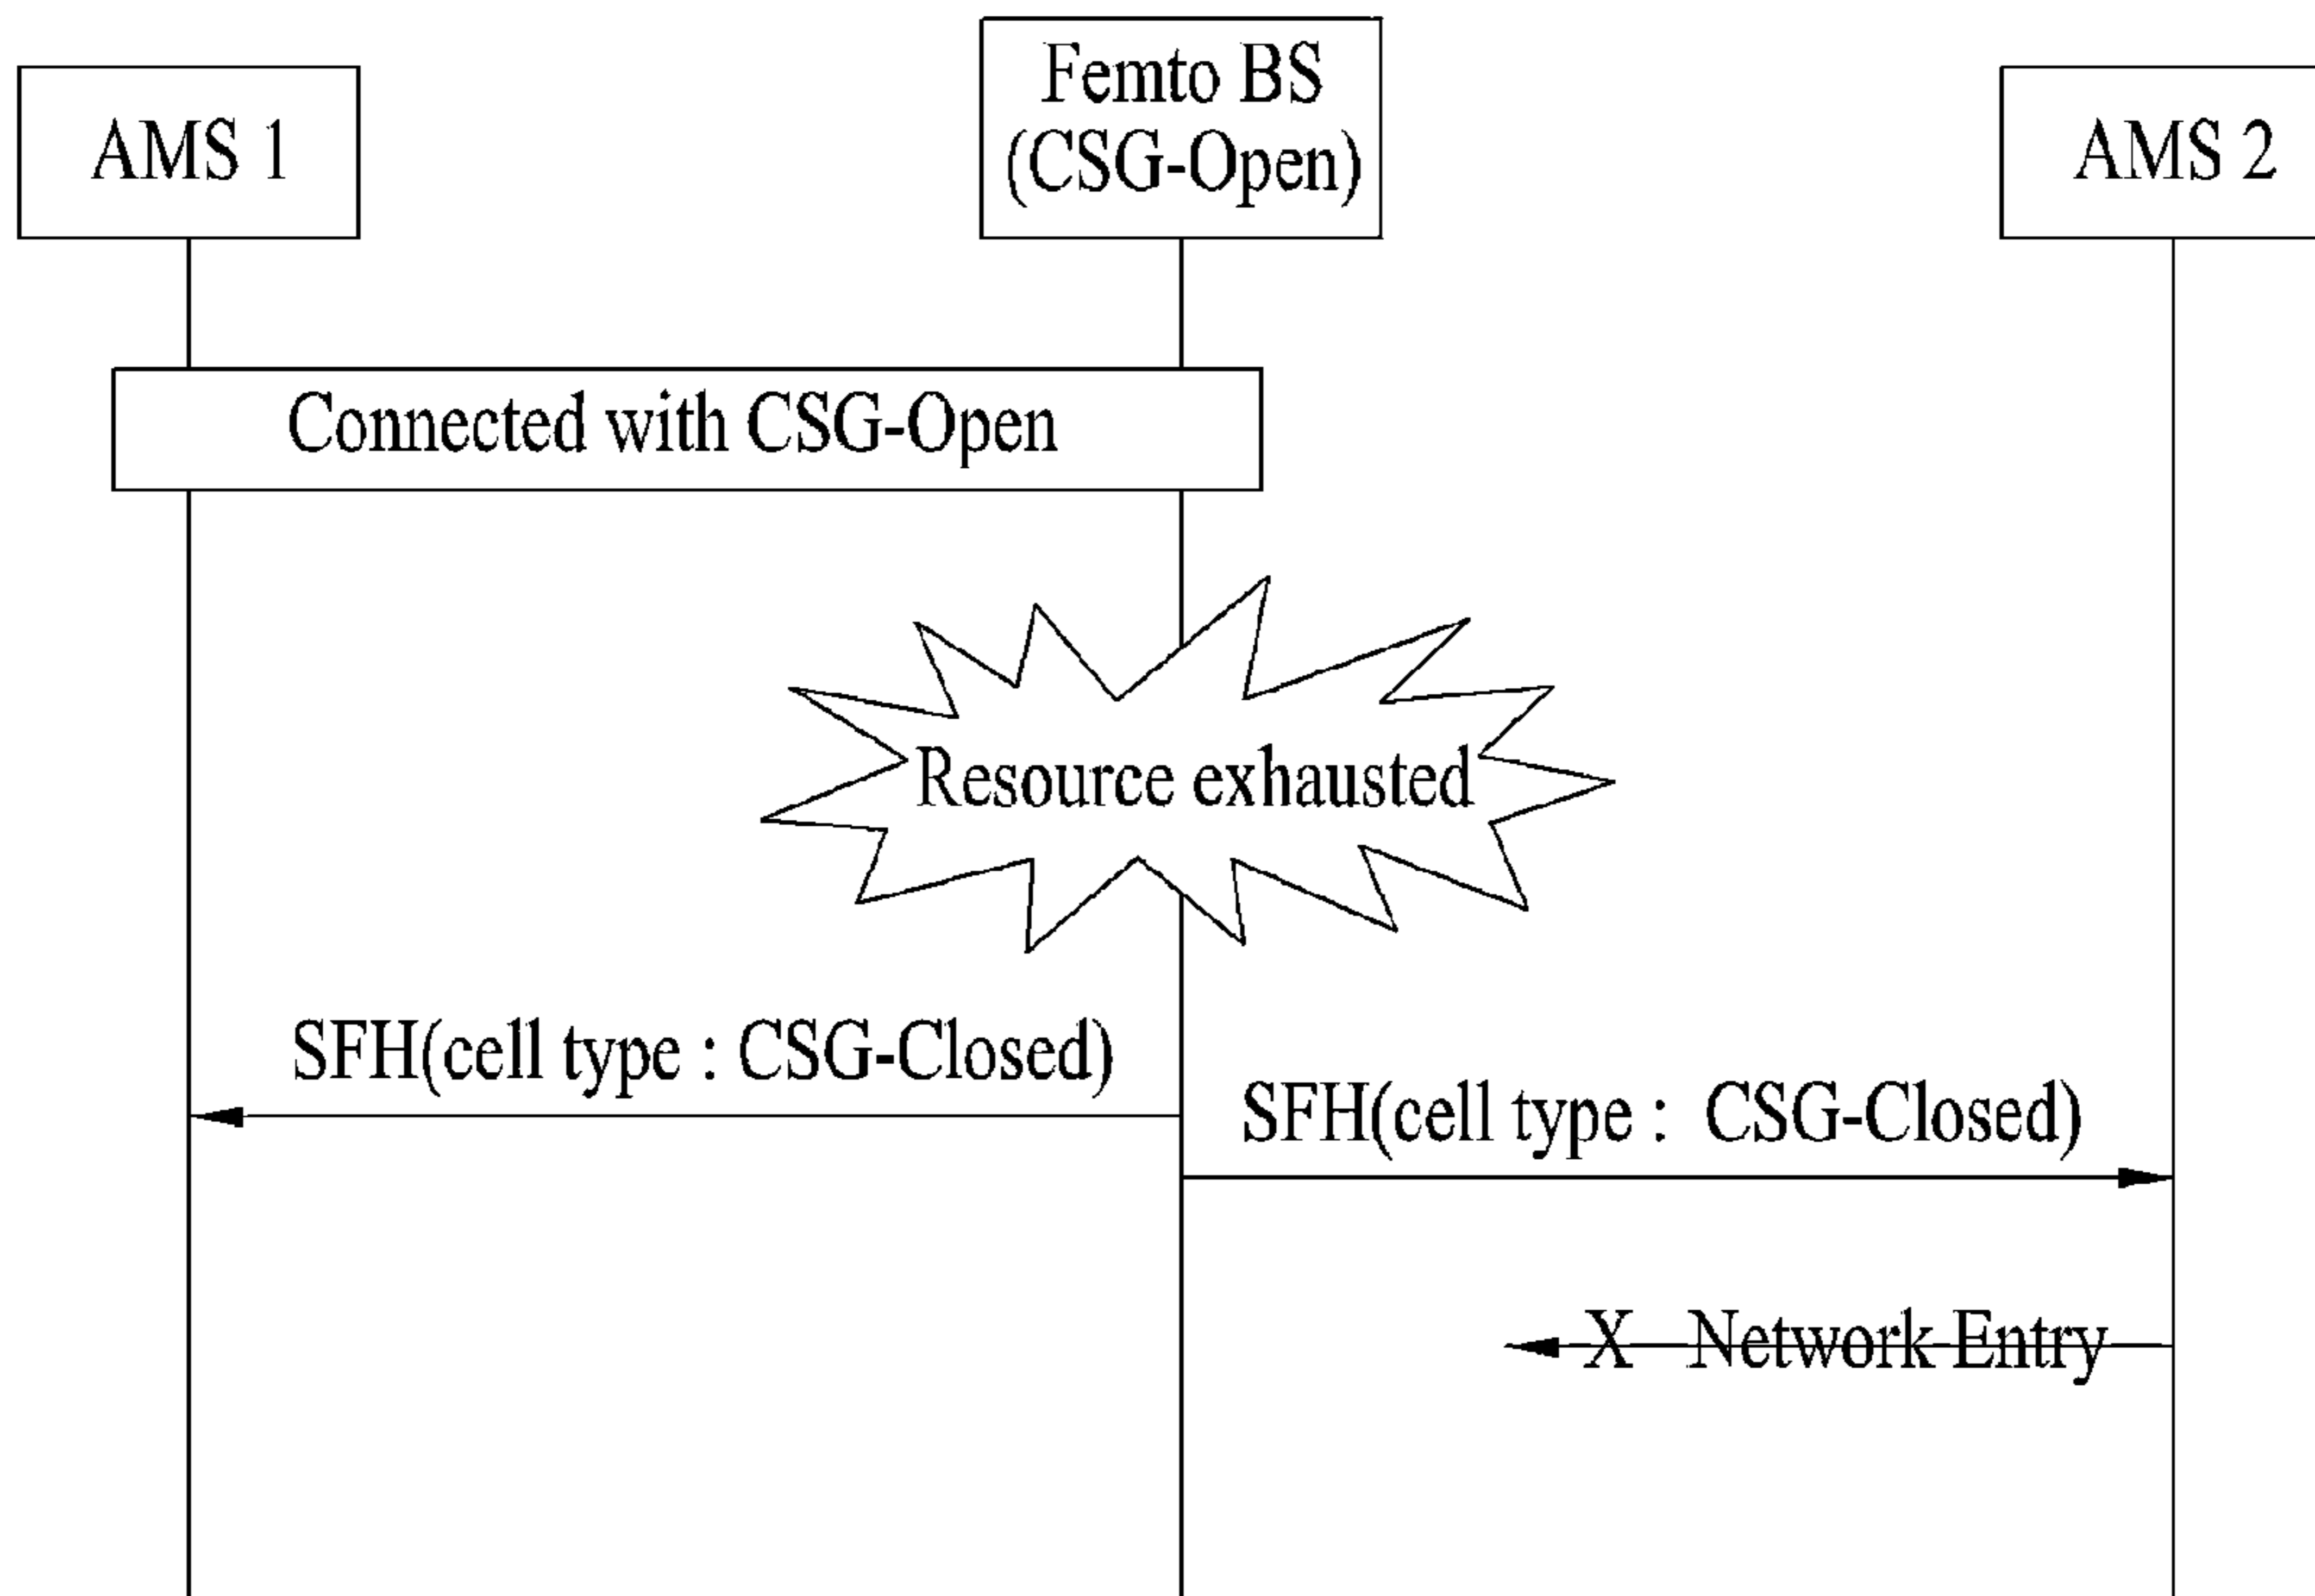 AMS 1
Femto BS
(CSG-Open)
AMS 2
Connected with CSG-Open
Resource exhausted
SFH(cell type : CSG-Closed)
SFH(cell type : CSG-Closed)
X Network Entry